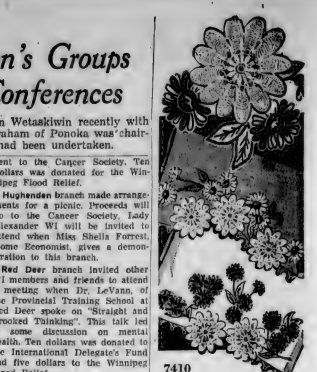 n's Groups
Conferences
n Wetaskiwin recently with
raham of Ponoka was chair-
had been undertaken.
ent to the Cancer Society. Ten
ollars was donated for the Win-
ipeg Flood Relief.
Hughenden branch made arrange-
ents for a picnic. Proceeds will
o to the Cancer Society. Lady
lexander WI will be invited to
ttend when Miss Sheila Forrest,
ome Economist, gives a demon-
ration to this branch.
Red Deer branch invited other
I members and friends to attend
meeting when Dr. LeVann, of
e Provincial Training School at
ed Deer spoke on "Straight and
rooked Thinking". This talk led
some discussion on mental
ealth. Ten dollars was donated to
e International Delegate's Fund
nd five dollars to the Winnipeg
7410